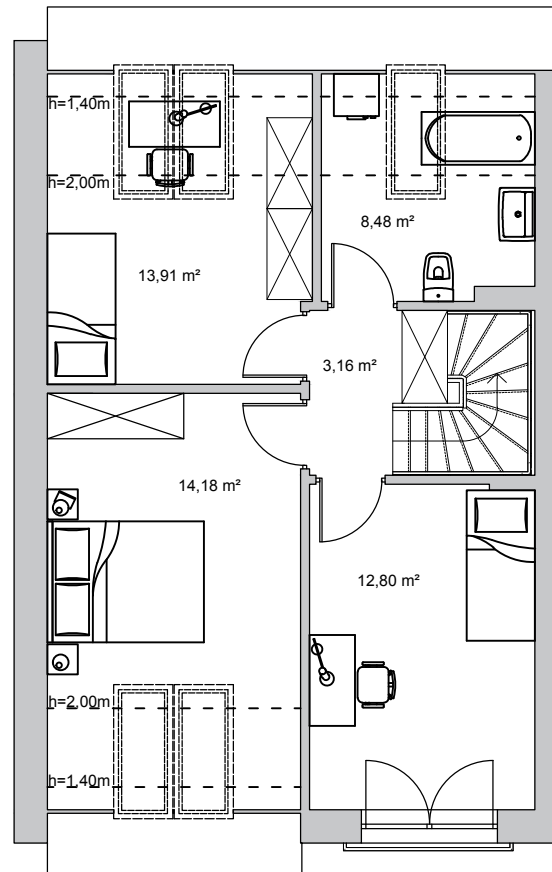 h=1,40m
h=2,00m
8,48 m²
13,91 m²
3,16 m²
14,18 m²
12,80 m²
h=2,00m
h=1,40m